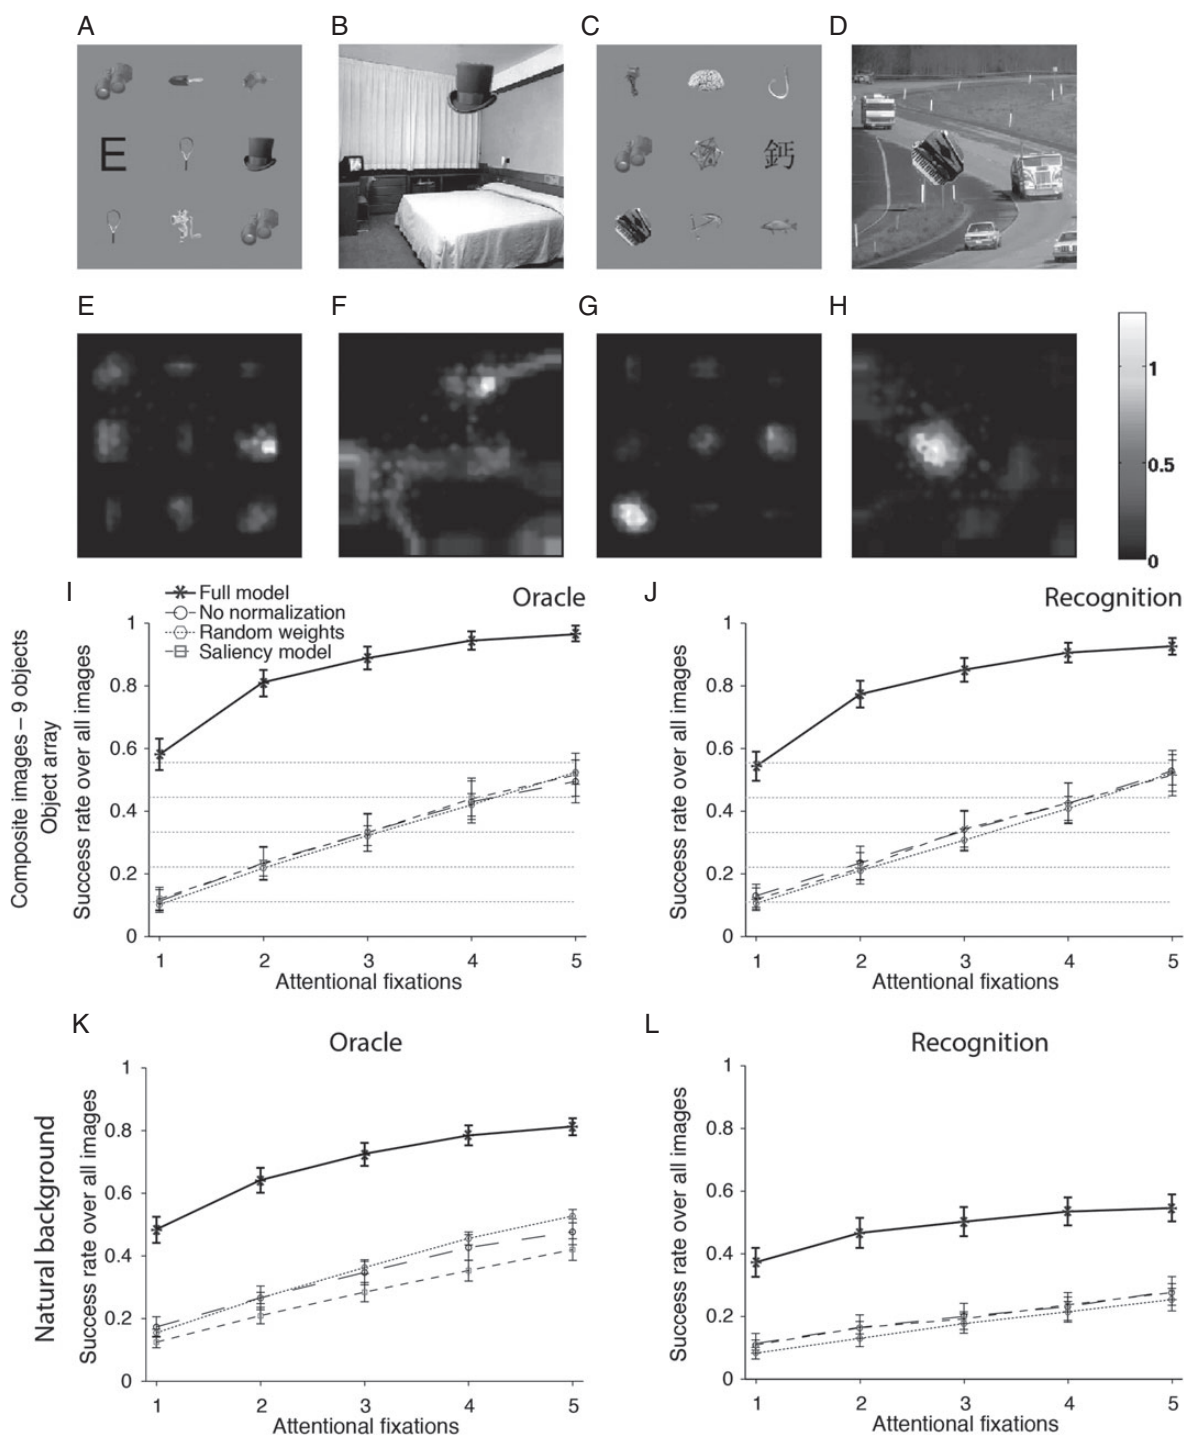 A
B
C
D
E
鈣
E
F
G
H
1
0.5
0
I
Full model
No normalization
Random weights
Saliency model
Oracle
Composite images – 9 objects
Object array
Success rate over all images
1
0.8
0.6
0.4
0.2
0
1 2 3 4 5
Attentional fixations
J
Recognition
Success rate over all images
1
0.8
0.6
0.4
0.2
0
1 2 3 4 5
Attentional fixations
K
Oracle
Natural background
Success rate over all images
1
0.8
0.6
0.4
0.2
0
1 2 3 4 5
Attentional fixations
L
Recognition
Success rate over all images
1
0.8
0.6
0.4
0.2
0
1 2 3 4 5
Attentional fixations